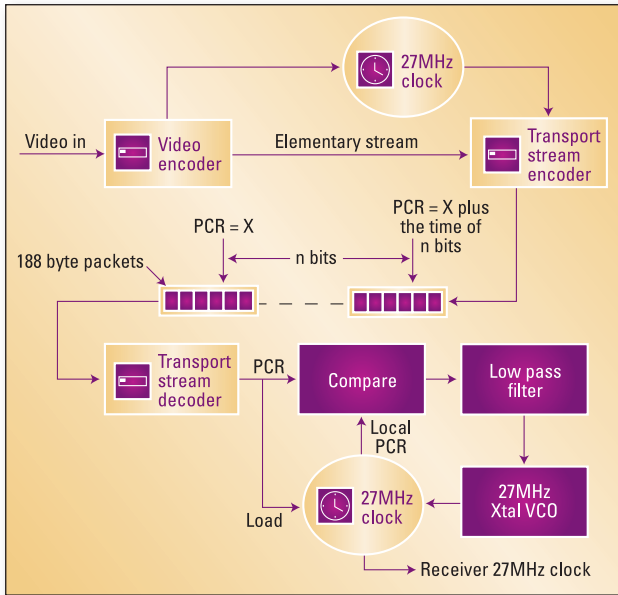 27MHz
clock
Video in
Video
encoder
Elementary stream
Transport
stream
encoder
PCR = X
n bits
PCR = X plus
the time of
n bits
188 byte packets
Transport
stream
decoder
PCR
Compare
Low pass
filter
Local
PCR
Load
27MHz
clock
27MHz
Xtal VCO
Receiver 27MHz clock